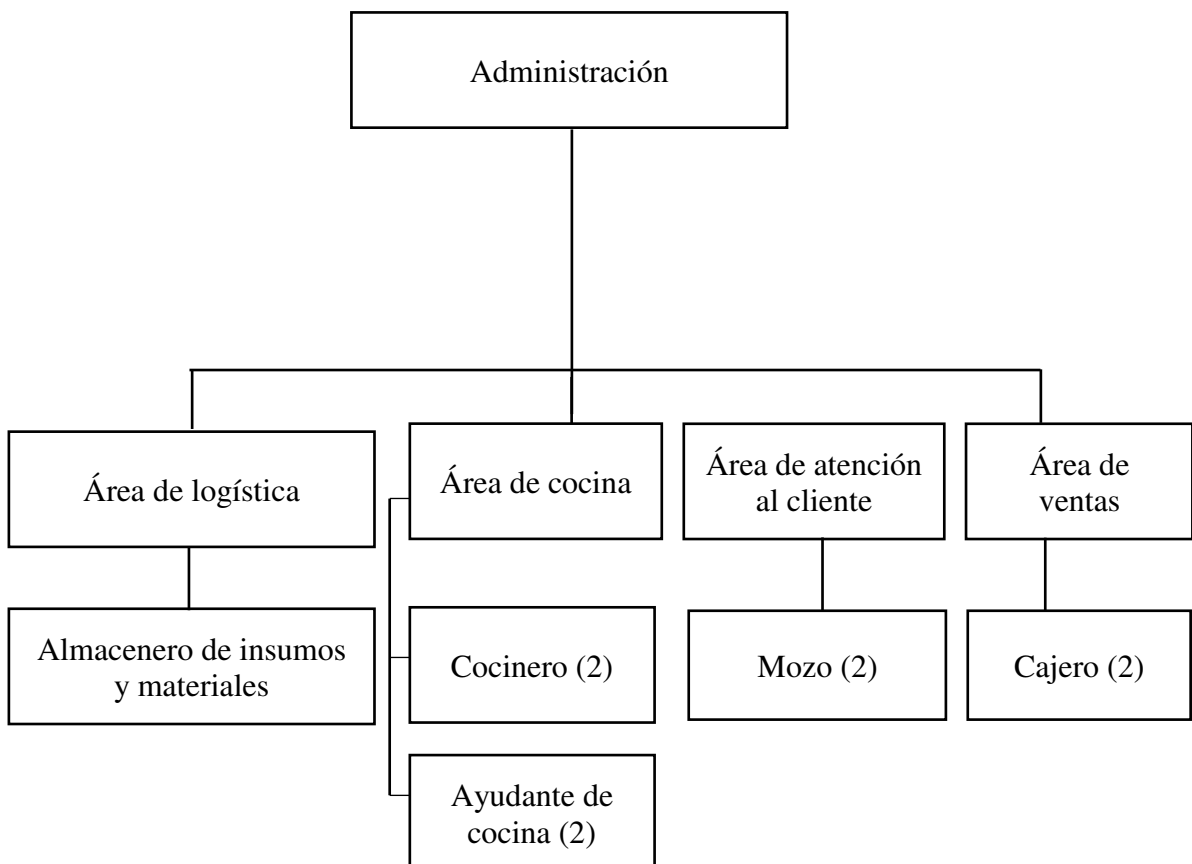 Administración
Área de logística
Área de cocina
Área de atención
al cliente
Área de
ventas
Almacenero de insumos
y materiales
Cocinero (2)
Mozo (2)
Cajero (2)
Ayudante de
cocina (2)